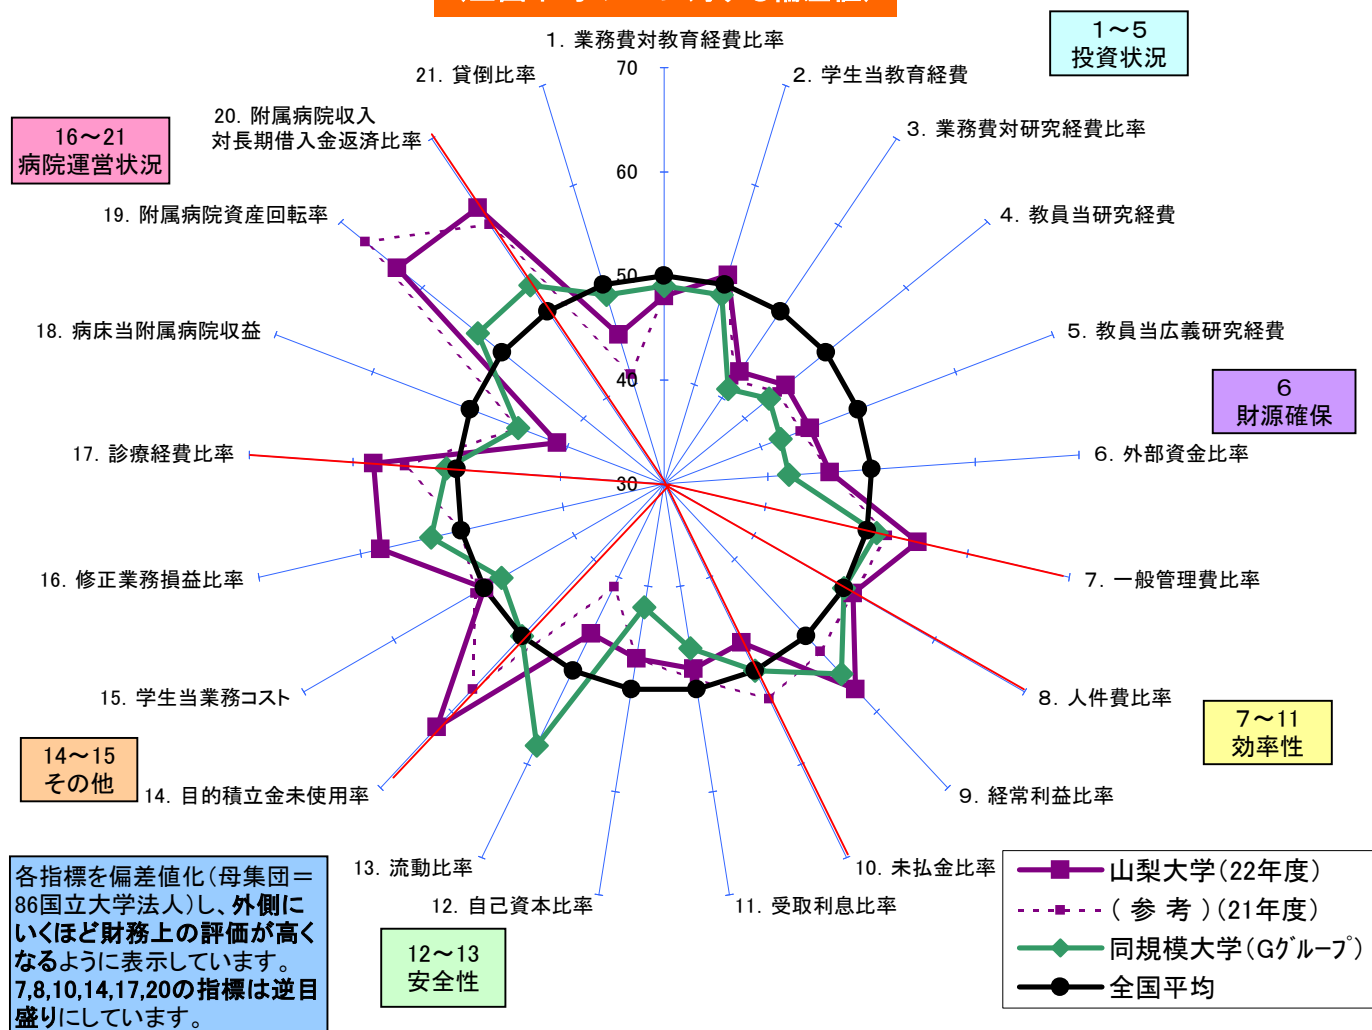 1．業務費対教育経費比率
2．学生当教育経費
3．業務費対研究経費比率
4．教員当研究経費
5．教員当広義研究経費
6．外部資金比率
7．一般管理費比率
8．人件費比率
9．経常利益比率
10．未払金比率
11．受取利息比率
12．自己資本比率
13．流動比率
14．目的積立金未使用率
15．学生当業務コスト
16．修正業務損益比率
17．診療経費比率
18．病床当附属病院収益
19．附属病院資産回転率
20．附属病院収入
対長期借入金返済比率
21．貸倒比率
70
60
50
40
30
1～5
投資状況
6
財源確保
7～11
効率性
12～13
安全性
14～15
その他
16～21
病院運営状況
各指標を偏差値化（母集団＝
86国立大学法人）し、外側に
いくほど財務上の評価が高く
なるように表示しています。
7,8,10,14,17,20の指標は逆目
盛りにしています。
山梨大学（22年度）
（ 参 考 ）（21年度）
同規模大学（Gｸﾞﾙｰﾌﾟ）
全国平均